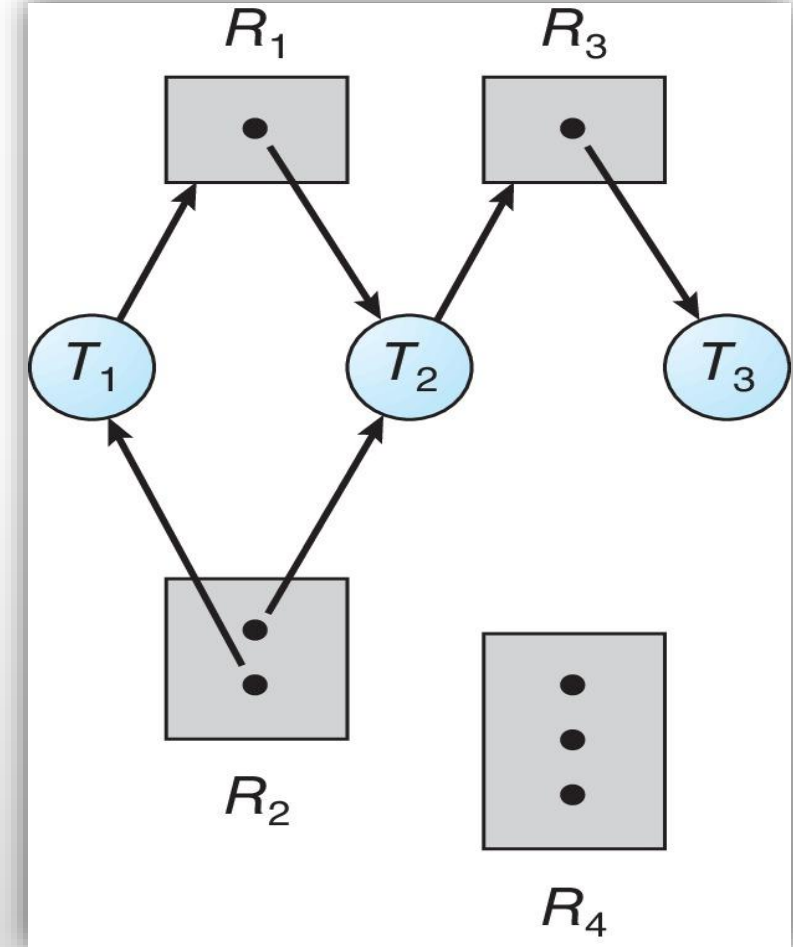 R₁ R₃
T₁ T₂ T₃
R₂
R₄